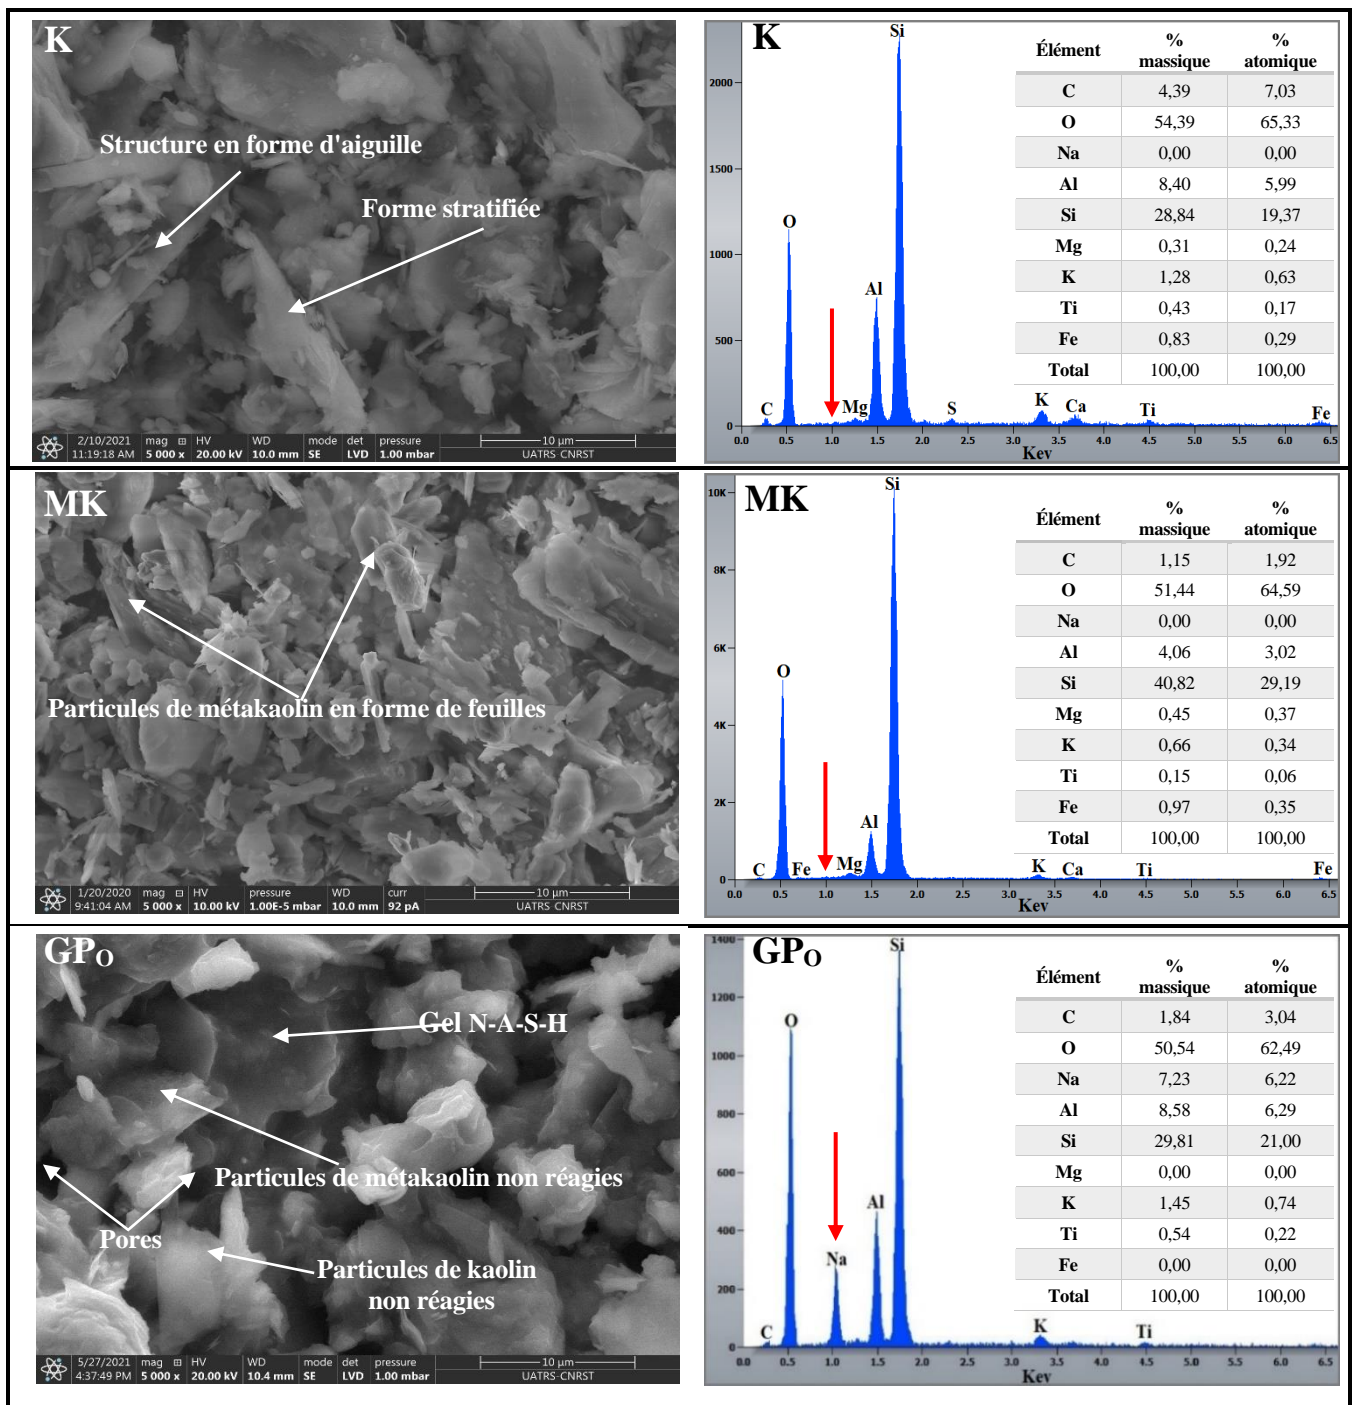 K
Structure en forme d'aiguille
Forme stratifiée
2/10/2021 mag HV WD mode det pressure
11:19:18 AM 5 000 x 20.00 kV 10.0 mm SE LVD 1.00 mbar
10 µm
UATRS CNRST
K
Si
O
Al
C
Mg
S
K
Ca
Ti
Fe
2000
1500
1000
500
0
0.0 0.5 1.0 1.5 2.0 2.5 3.0 3.5 4.0 4.5 5.0 5.5 6.0 6.5
Kev
Élément % massique % atomique
C 4,39 7,03
O 54,39 65,33
Na 0,00 0,00
Al 8,40 5,99
Si 28,84 19,37
Mg 0,31 0,24
K 1,28 0,63
Ti 0,43 0,17
Fe 0,83 0,29
Total 100,00 100,00
MK
Particules de métakaolin en forme de feuilles
1/20/2020 mag HV pressure WD curr
9:41:04 AM 5 000 x 10.00 kV 1.00E-5 mbar 10.0 mm 92 pA
10 µm
UATRS CNRST
MK
Si
O
Al
C
Fe
Mg
K
Ca
Ti
Fe
10K
8K
6K
4K
2K
0
0.0 0.5 1.0 1.5 2.0 2.5 3.0 3.5 4.0 4.5 5.0 5.5 6.0 6.5
Kev
Élément % massique % atomique
C 1,15 1,92
O 51,44 64,59
Na 0,00 0,00
Al 4,06 3,02
Si 40,82 29,19
Mg 0,45 0,37
K 0,66 0,34
Ti 0,15 0,06
Fe 0,97 0,35
Total 100,00 100,00
GPO
Gel N-A-S-H
Particules de métakaolin non réagies
Pores
Particules de kaolin
non réagies
5/27/2021 mag HV WD mode det pressure
4:37:49 PM 5 000 x 20.00 kV 10.4 mm SE LVD 1.00 mbar
10 µm
UATRS-CNRST
GPO
Si
O
Al
Na
C
K
Ti
1400
1200
1000
800
600
400
200
0
0.0 0.5 1.0 1.5 2.0 2.5 3.0 3.5 4.0 4.5 5.0 5.5 6.0 6.5
Kev
Élément % massique % atomique
C 1,84 3,04
O 50,54 62,49
Na 7,23 6,22
Al 8,58 6,29
Si 29,81 21,00
Mg 0,00 0,00
K 1,45 0,74
Ti 0,54 0,22
Fe 0,00 0,00
Total 100,00 100,00